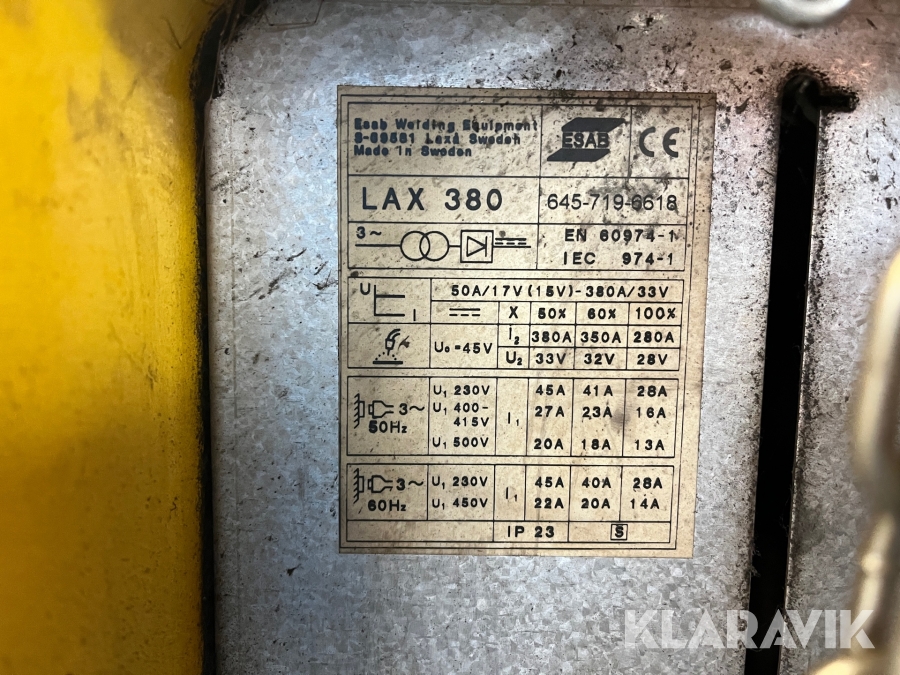 Esab Welding Equipment
S-69581 Laxå Sweden
Made in Sweden
ESAB
CE
LAX 380
645-719-6618
3~
EN 60974-1
IEC 974-1
U
I
50A/17V (15V)-380A/33V
X 50% 60% 100%
U₀=45V
I₂ 380A 350A 280A
U₂ 33V 32V 28V
3~
50Hz
U₁ 230V I₁ 45A 41A 28A
U₁ 400-415V 27A 23A 16A
U₁ 500V 20A 18A 13A
3~
60Hz
U₁ 230V I₁ 45A 40A 28A
U₁ 450V 22A 20A 14A
IP 23
S
KLARAVIK